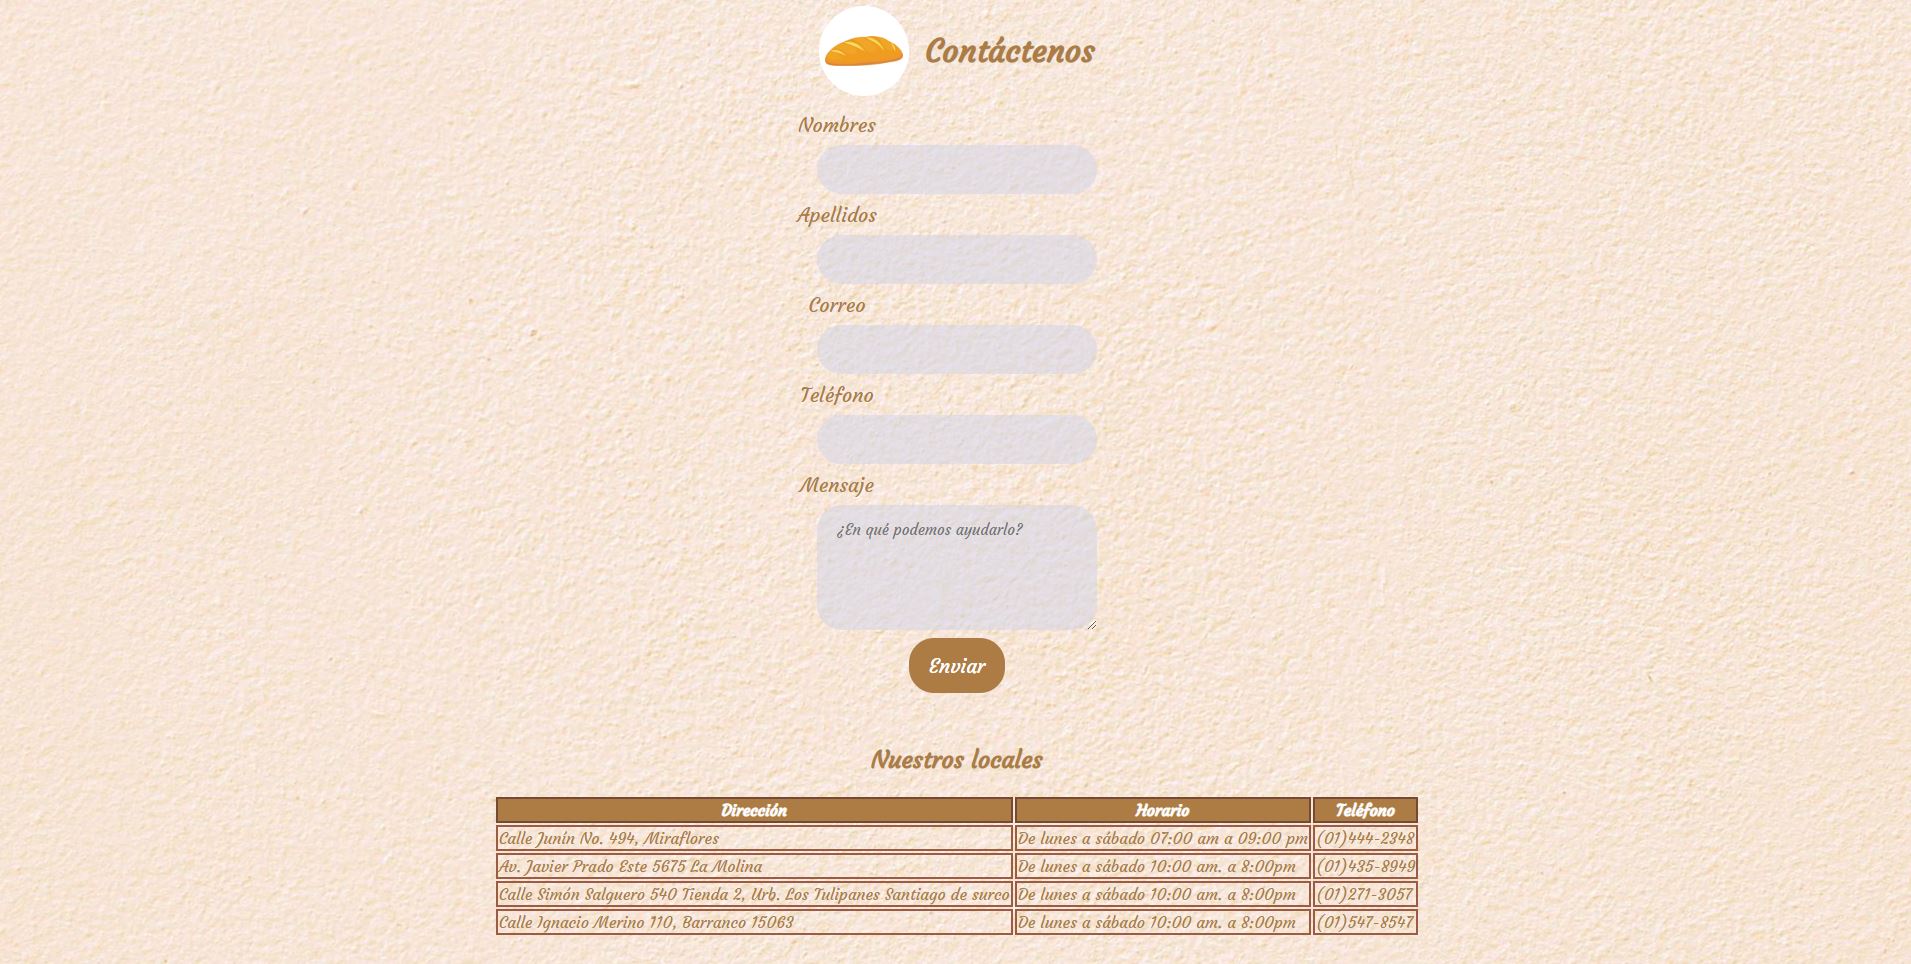 Contáctenos
Nombres
Apellidos
Correo
Teléfono
Mensaje
¿En qué podemos ayudarlo?
Enviar
Nuestros locales
Dirección Horario Teléfono
Calle Junín No. 494, Miraflores De lunes a sábado 07:00 am a 09:00 pm (01)444-2348
Av. Javier Prado Este 5675 La Molina De lunes a sábado 10:00 am. a 8:00pm (01)435-8949
Calle Simón Salguero 540 Tienda 2, Urb. Los Tulipanes Santiago de surco De lunes a sábado 10:00 am. a 8:00pm (01)271-3057
Calle Ignacio Merino 110, Barranco 15063 De lunes a sábado 10:00 am. a 8:00pm (01)547-8547